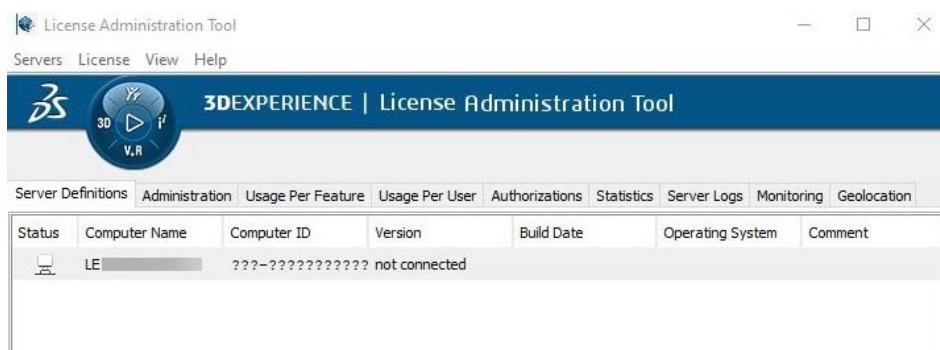 License Administration Tool
Servers License View Help
3DEXPERIENCE | License Administration Tool
3D
V.R
Server Definitions Administration Usage Per Feature Usage Per User Authorizations Statistics Server Logs Monitoring Geolocation
Status Computer Name Computer ID Version Build Date Operating System Comment
LE ???-??????????? not connected